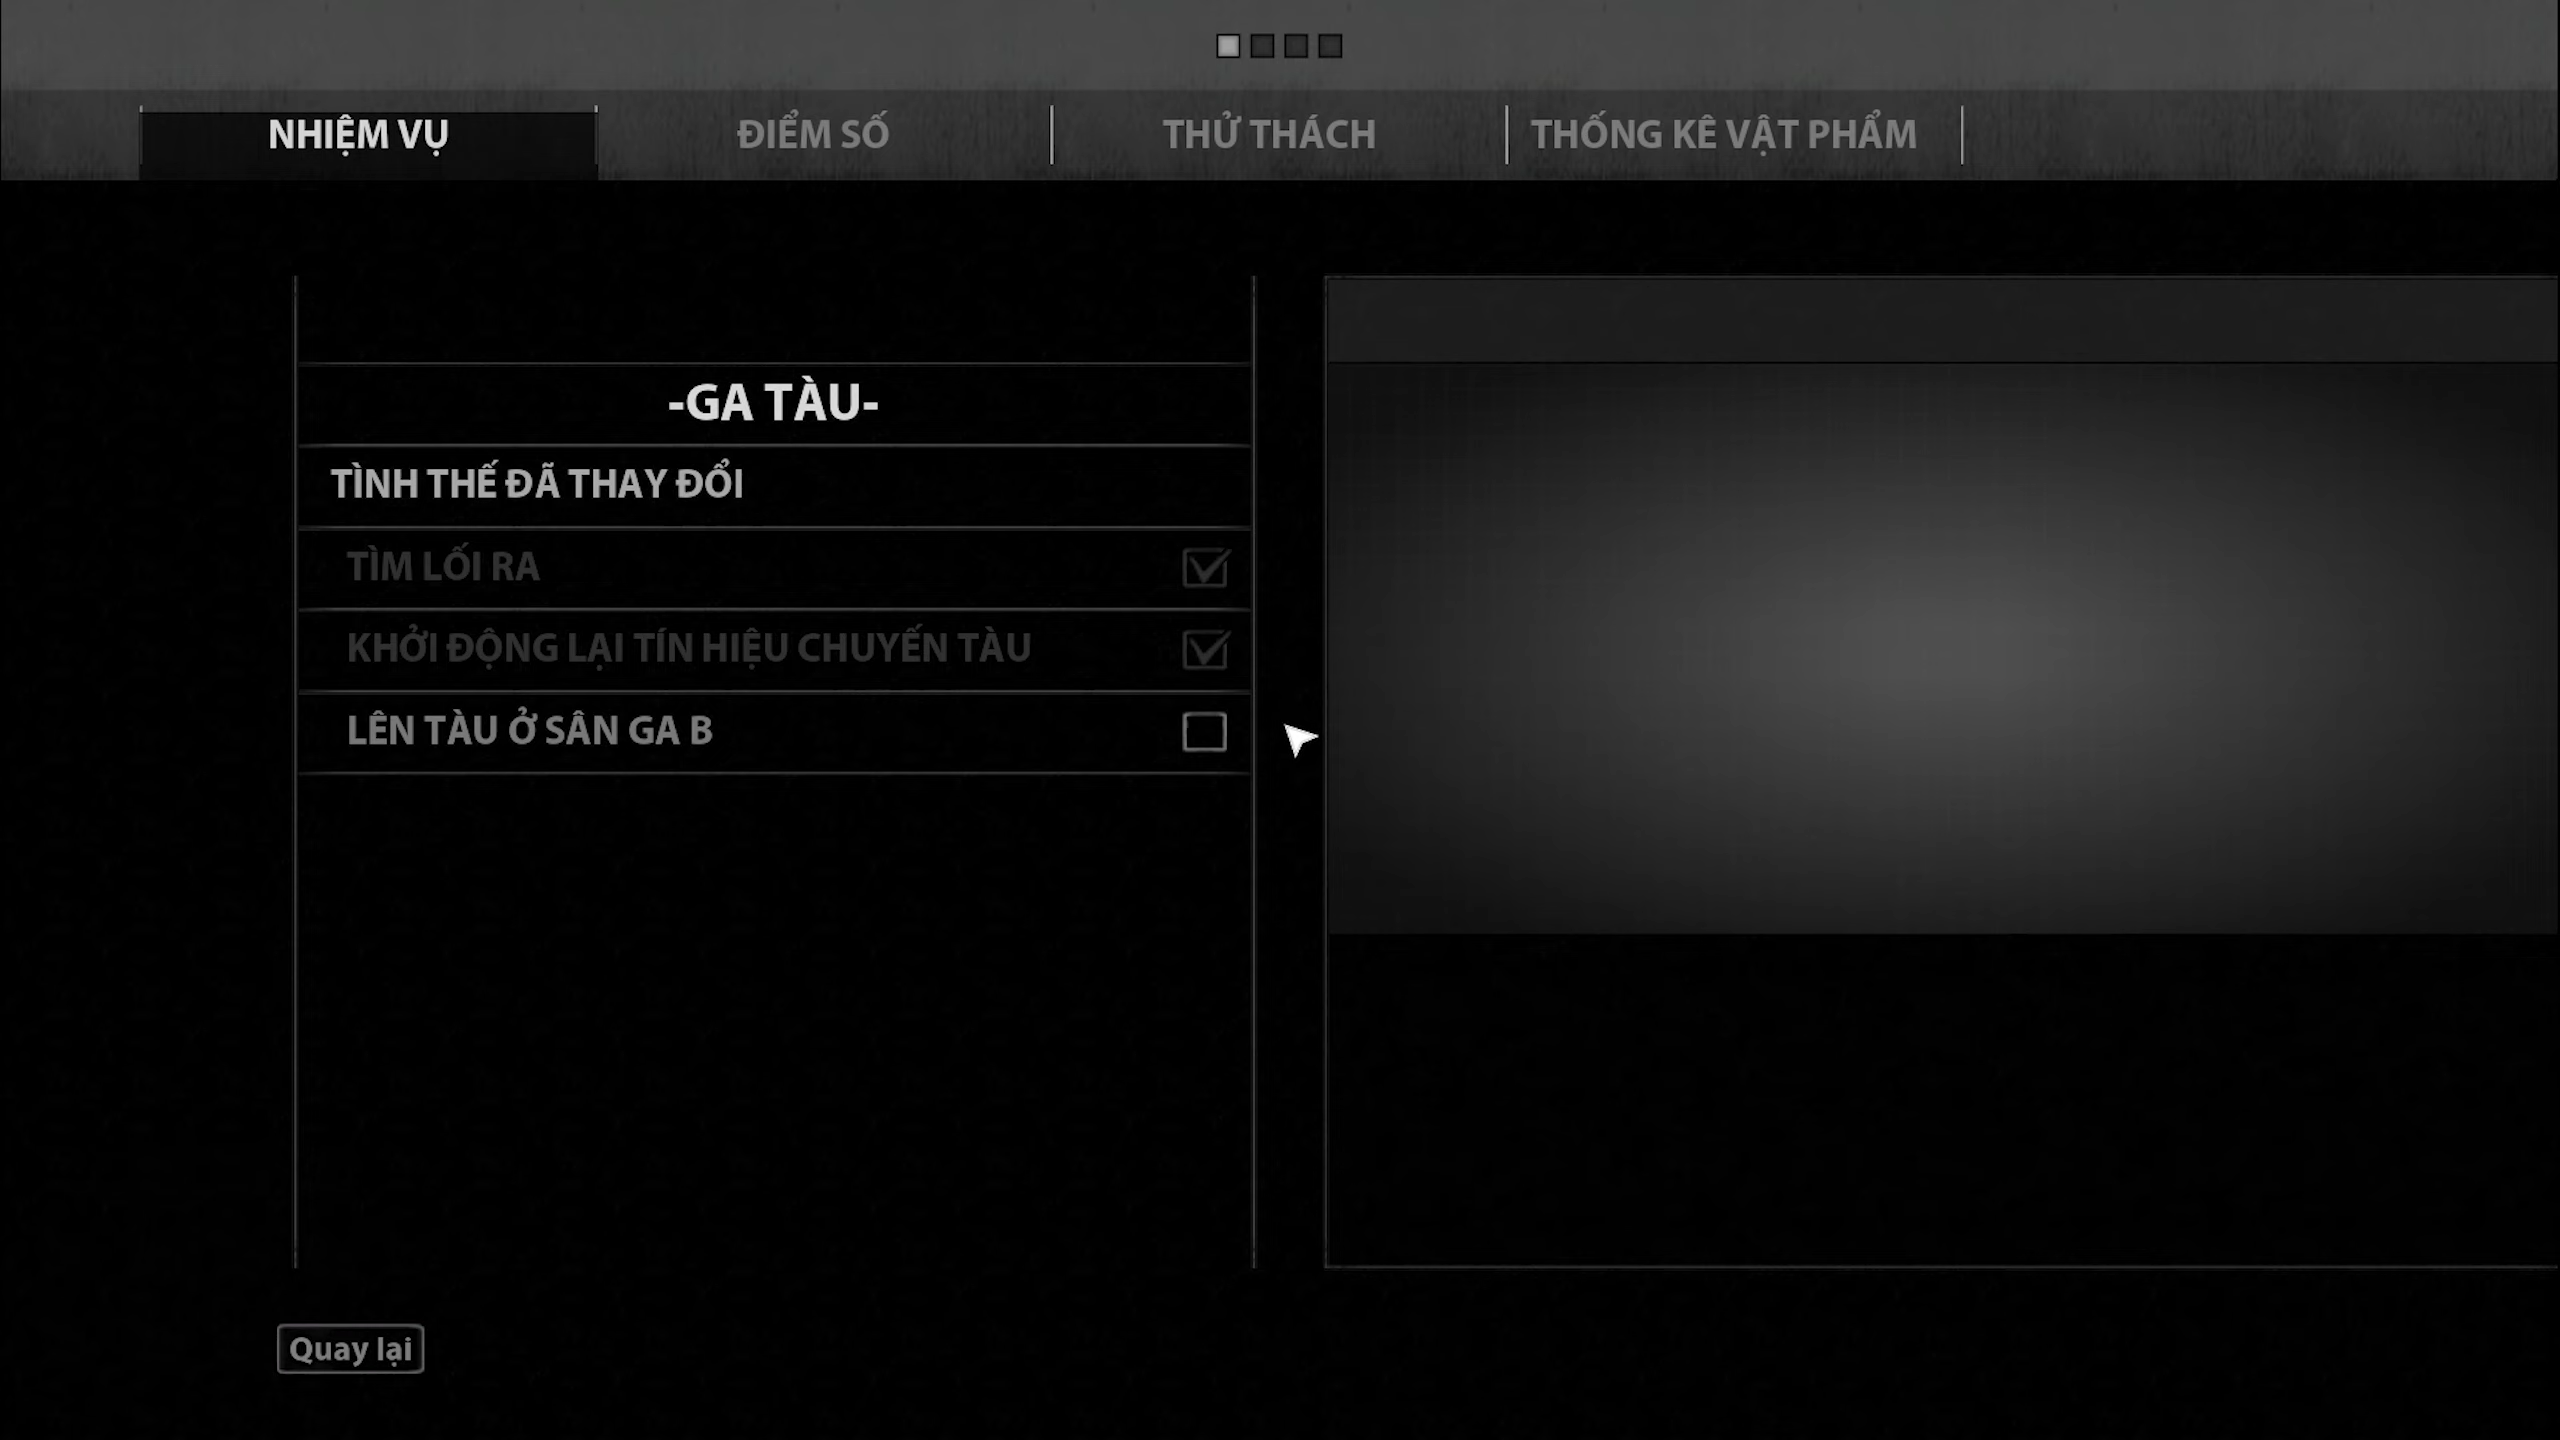 NHIỆM VỤ
ĐIỂM SỐ
THỬ THÁCH
THỐNG KÊ VẬT PHẨM
-GA TÀU-
TÌNH THẾ ĐÃ THAY ĐỔI
TÌM LỐI RA
KHỞI ĐỘNG LẠI TÍN HIỆU CHUYẾN TÀU
LÊN TÀU Ở SÂN GA B
Quay lại